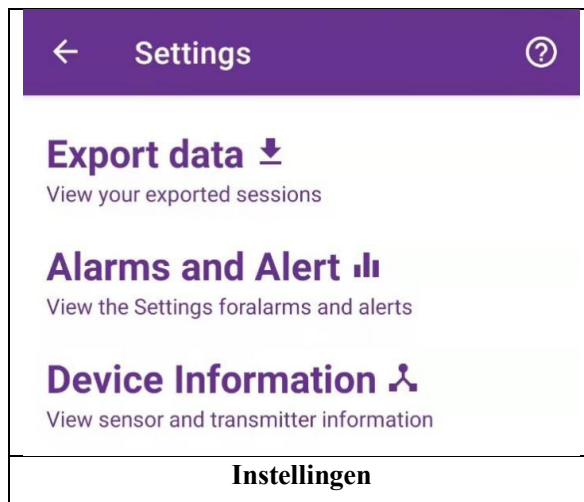 Settings
Export data
View your exported sessions
Alarms and Alert
View the Settings foralarms and alerts
Device Information
View sensor and transmitter information
Instellingen